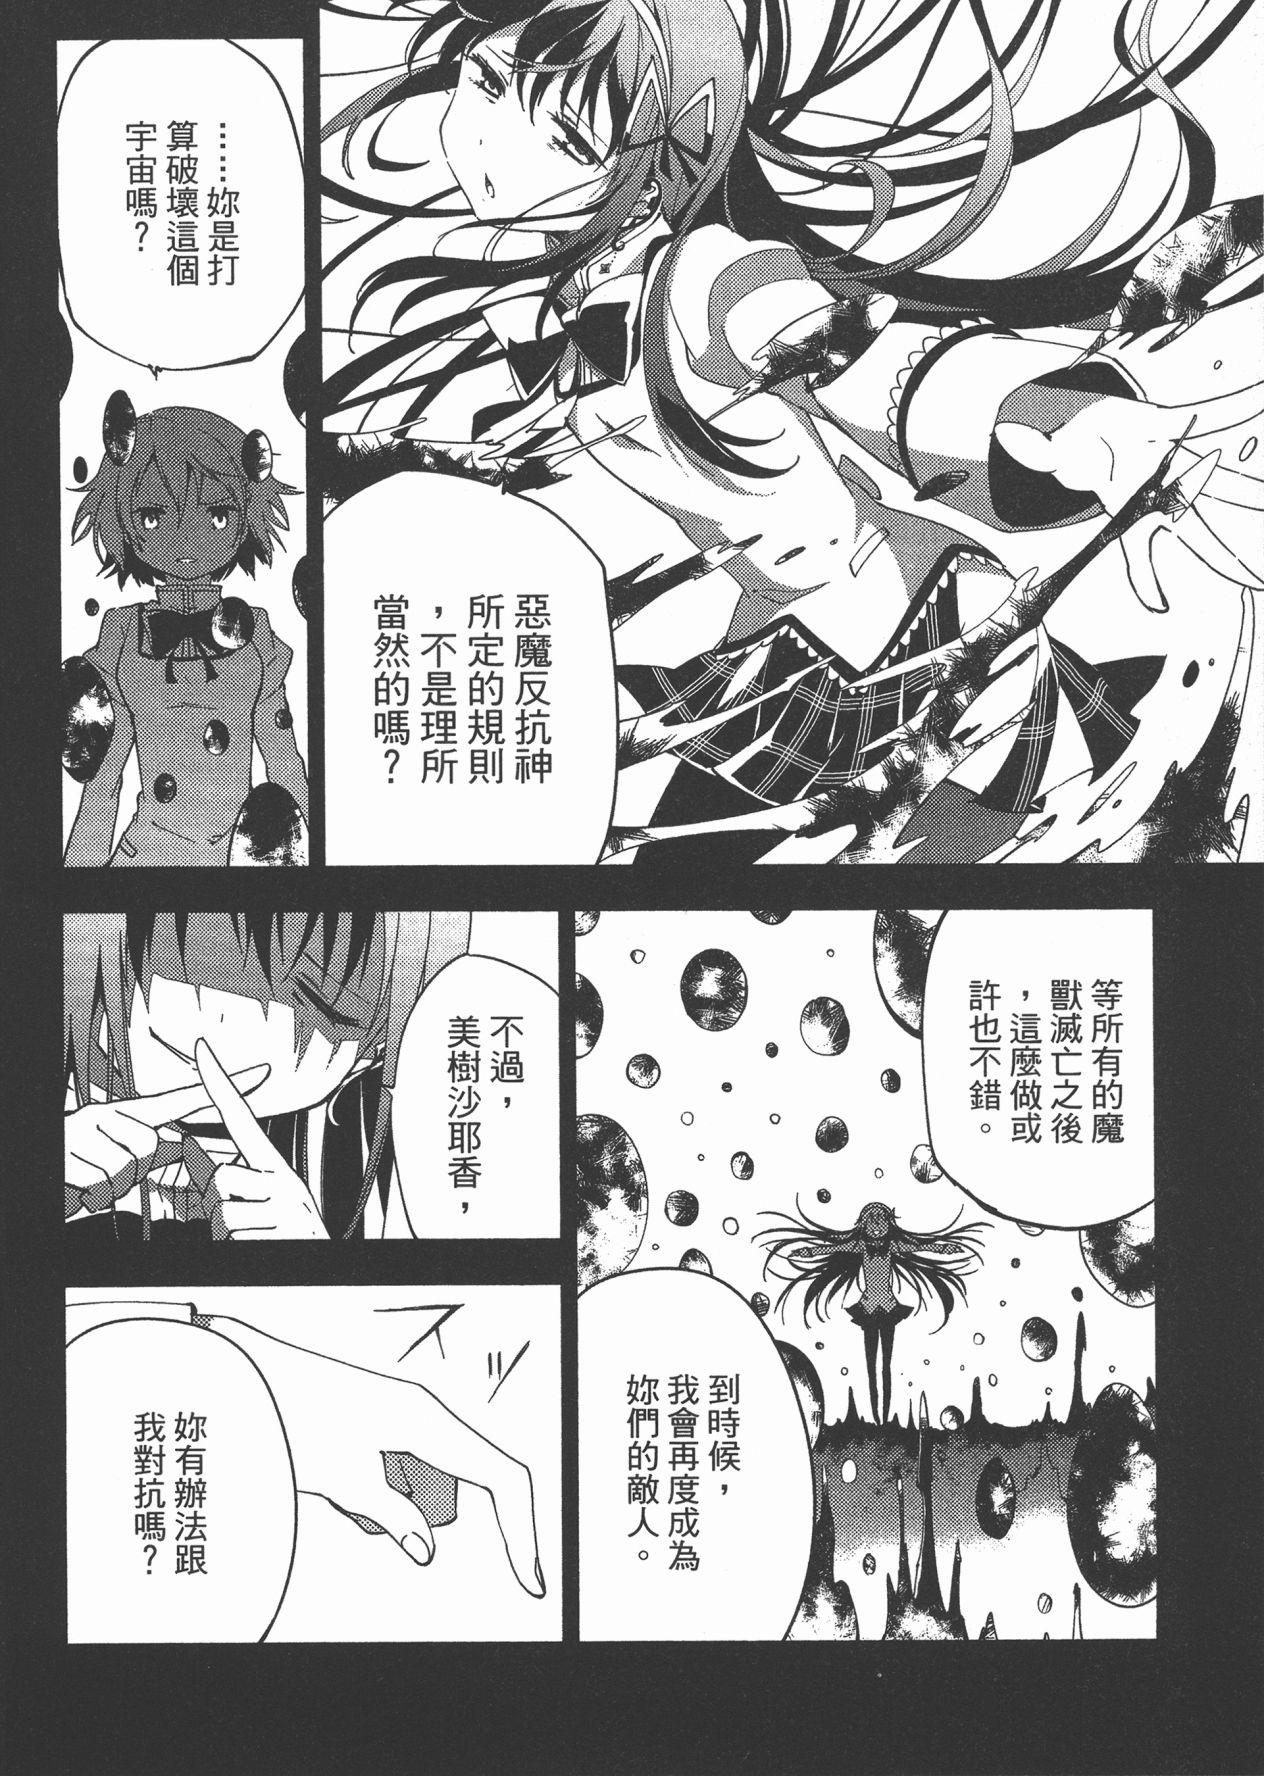 惡魔反抗神
所定的規則
，不是理所
當然的嗎？
……妳是打
算破壞這個
宇宙嗎？
等所有的魔
獸滅亡之後
，這麼做或
許也不錯。
到時候，
我會再度成為
妳們的敵人。
不過，
美樹沙耶香，
妳有辦法跟
我對抗嗎？
スッ